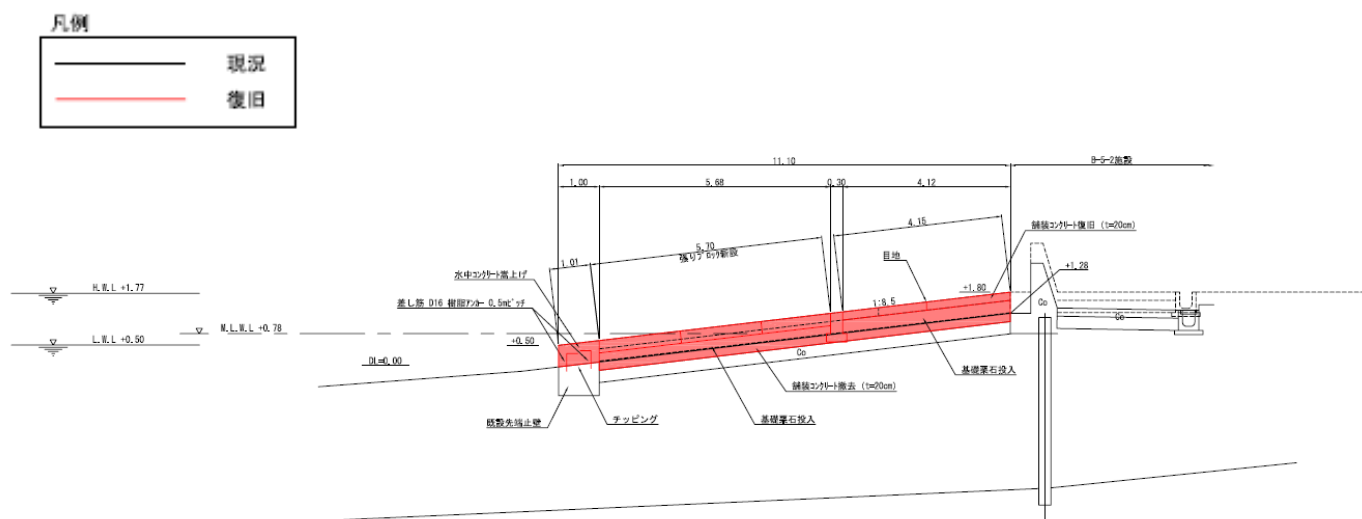 凡例
現況
復旧
11.10
B-5-2施設
1.00
5.68
0.30
4.12
4.15
舗装コンクリート復旧 (t=20cm)
5.70
張りブロック新設
1.01
目地
水中コンクリート嵩上げ
+1.28
差し筋 D16 樹脂アンカー 0.5mピッチ
+1.80
H.W.L +1.77
1:8.5
Co
Co
M.L.W.L +0.78
L.W.L +0.50
+0.50
Co
DL=0.00
基礎栗石投入
舗装コンクリート撤去 (t=20cm)
既設先端止壁
チッピング
基礎栗石投入